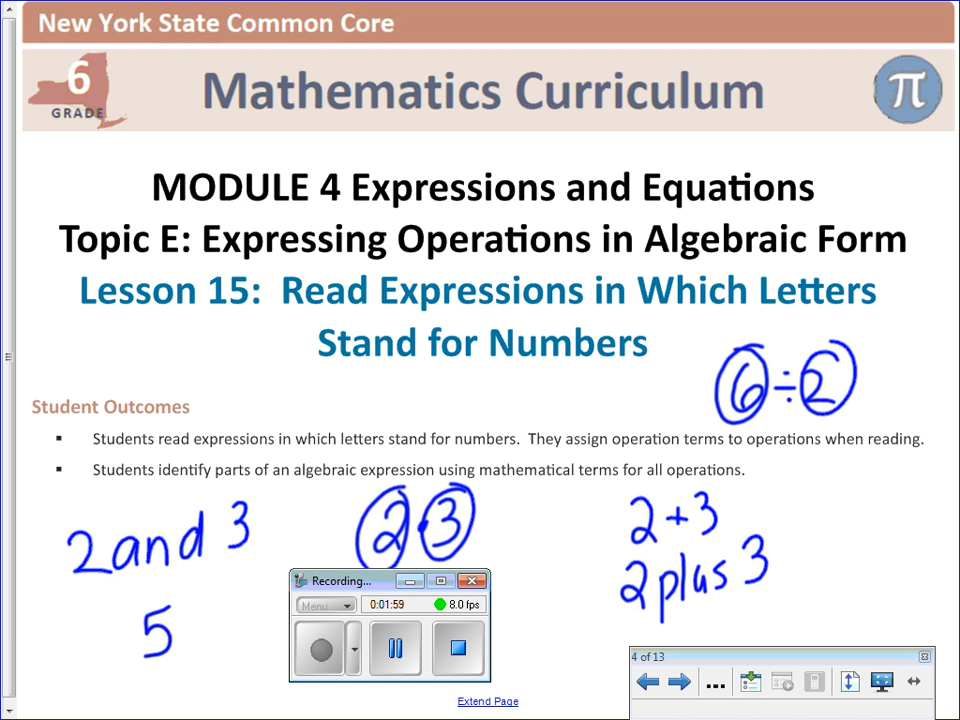 New York State Common Core
6
GRADE
Mathematics Curriculum
π
MODULE 4 Expressions and Equations
Topic E: Expressing Operations in Algebraic Form
Lesson 15: Read Expressions in Which Letters
Stand for Numbers
6 ÷ 2
Student Outcomes
▪ Students read expressions in which letters stand for numbers. They assign operation terms to operations when reading.
▪ Students identify parts of an algebraic expression using mathematical terms for all operations.
2 and 3
2 · 3
2 + 3
2 plus 3
5
Recording...
Menu
0:01:59
8.0 fps
4 of 13
Extend Page